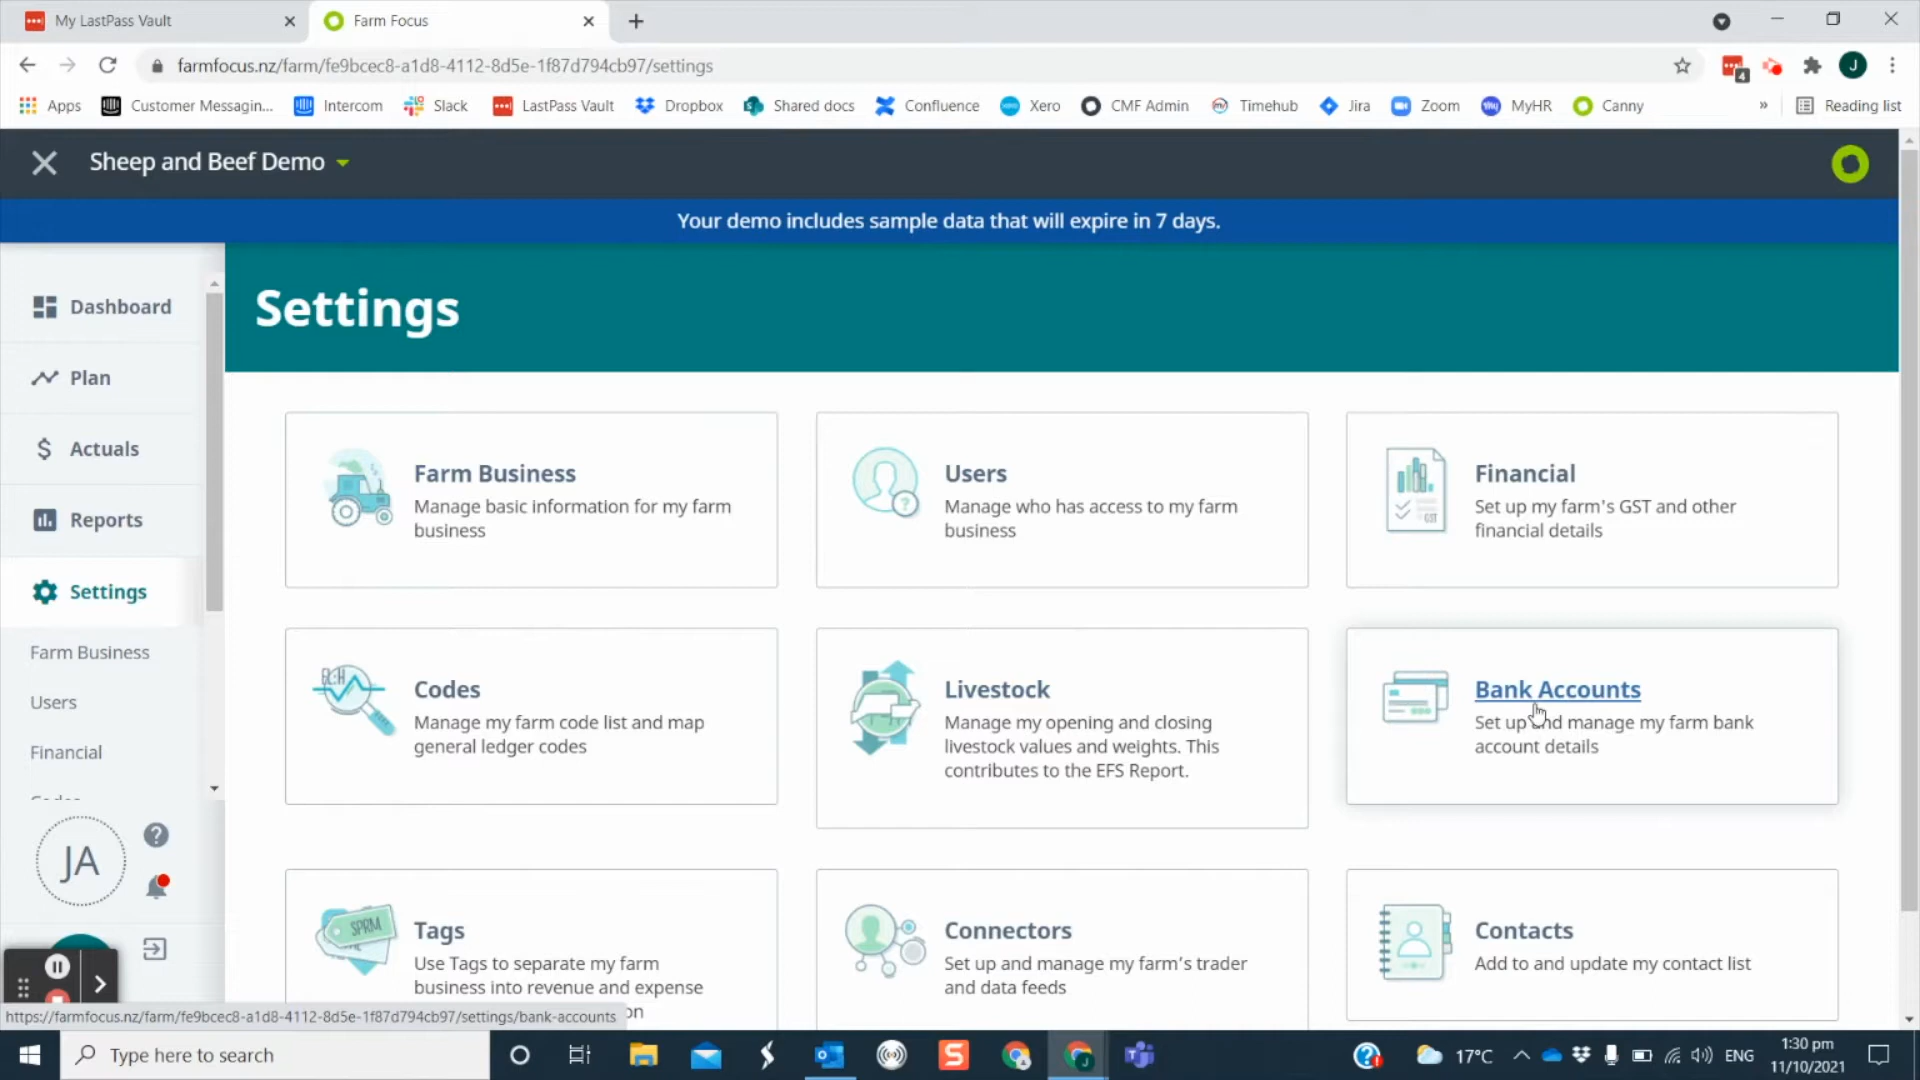 My LastPass Vault
Farm Focus
farmfocus.nz/farm/fe9bcec8-a1d8-4112-8d5e-1f87d794cb97/settings
4
J
Apps
Customer Messagin...
Intercom
Slack
LastPass Vault
Dropbox
Shared docs
Confluence
Xero
CMF Admin
Timehub
Jira
Zoom
MyHR
Canny
»
Reading list
Sheep and Beef Demo
Your demo includes sample data that will expire in 7 days.
Dashboard
Plan
Actuals
Reports
Settings
Farm Business
Users
Financial
JA
Settings
Farm Business
Manage basic information for my farm
business
Users
Manage who has access to my farm
business
GST
Financial
Set up my farm's GST and other
financial details
Codes
Manage my farm code list and map
general ledger codes
Livestock
Manage my opening and closing
livestock values and weights. This
contributes to the EFS Report.
Bank Accounts
Set up and manage my farm bank
account details
SPRM
Tags
Use Tags to separate my farm
business into revenue and expense
on
Connectors
Set up and manage my farm's trader
and data feeds
Contacts
Add to and update my contact list
https://farmfocus.nz/farm/fe9bcec8-a1d8-4112-8d5e-1f87d794cb97/settings/bank-accounts
Type here to search
17°C
ENG
1:30 pm
11/10/2021